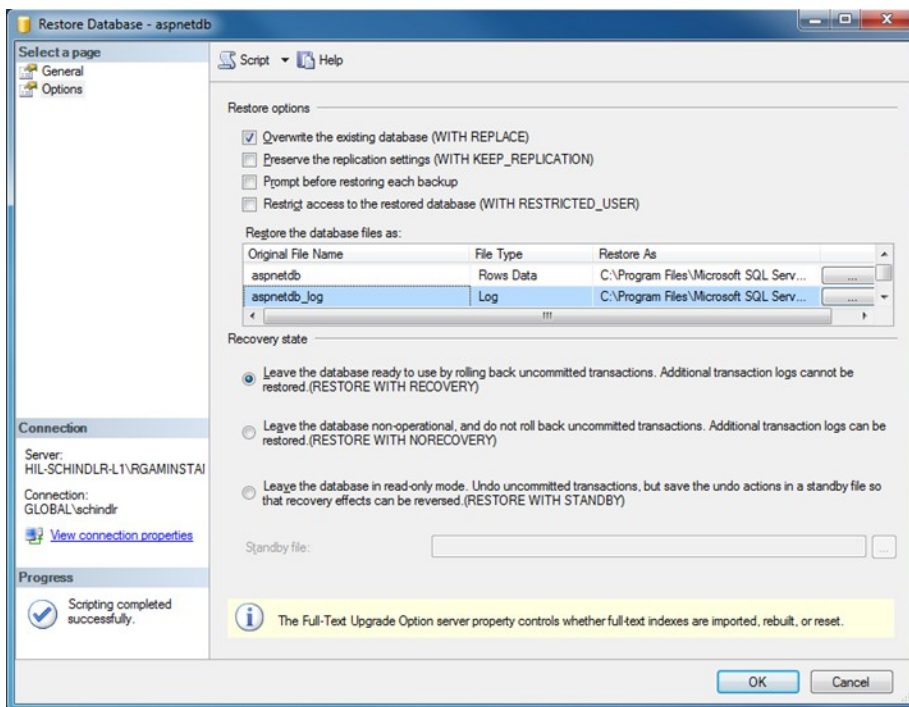 Restore Database - aspnetdb
Select a page
General
Options
Script
Help
Restore options
Overwrite the existing database (WITH REPLACE)
Preserve the replication settings (WITH KEEP_REPLICATION)
Prompt before restoring each backup
Restrict access to the restored database (WITH RESTRICTED_USER)
Restore the database files as:
Original File Name File Type Restore As
aspnetdb Rows Data C:\Program Files\Microsoft SQL Serv... ...
aspnetdb_log Log C:\Program Files\Microsoft SQL Serv... ...
Recovery state
Leave the database ready to use by rolling back uncommitted transactions. Additional transaction logs cannot be
restored.(RESTORE WITH RECOVERY)
Leave the database non-operational, and do not roll back uncommitted transactions. Additional transaction logs can be
restored.(RESTORE WITH NORECOVERY)
Leave the database in read-only mode. Undo uncommitted transactions, but save the undo actions in a standby file so
that recovery effects can be reversed.(RESTORE WITH STANDBY)
Standby file:
...
Connection
Server:
HIL-SCHINDLR-L1\RGAMINSTAI
Connection:
GLOBAL\schindlr
View connection properties
Progress
Scripting completed
successfully.
The Full-Text Upgrade Option server property controls whether full-text indexes are imported, rebuilt, or reset.
OK
Cancel